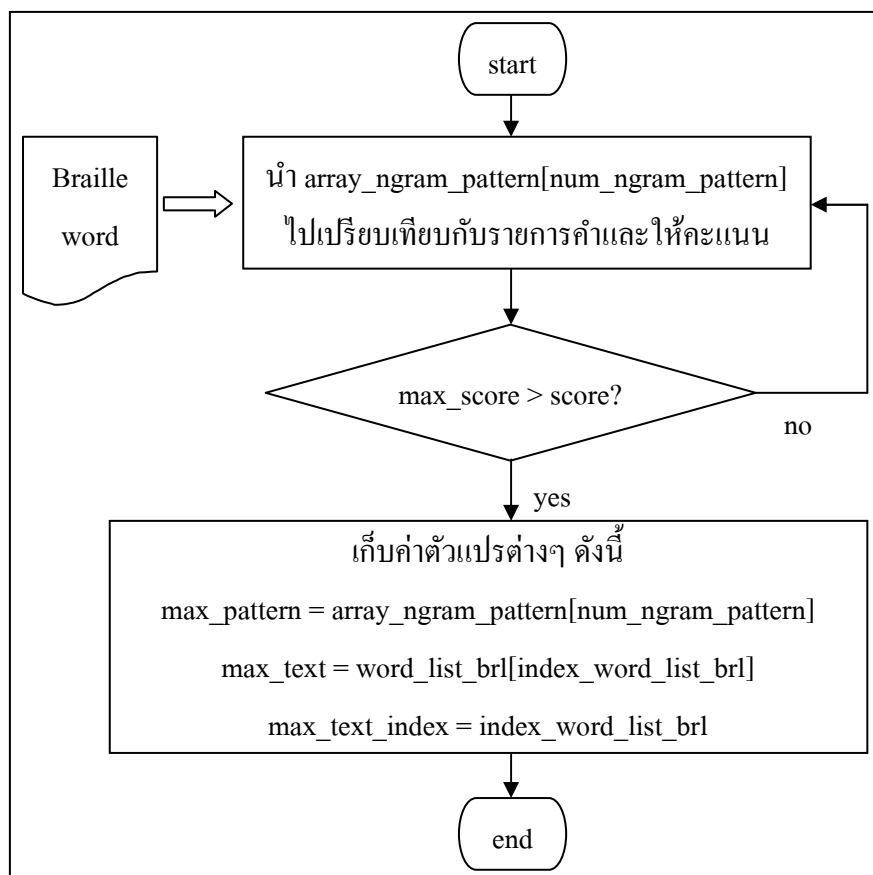 start
Braille
word
นำ array_ngram_pattern[num_ngram_pattern]
ไปเปรียบเทียบกับรายการคำและให้คะแนน
max_score > score?
no
yes
เก็บค่าตัวแปรต่างๆ ดังนี้
max_pattern = array_ngram_pattern[num_ngram_pattern]
max_text = word_list_brl[index_word_list_brl]
max_text_index = index_word_list_brl
end